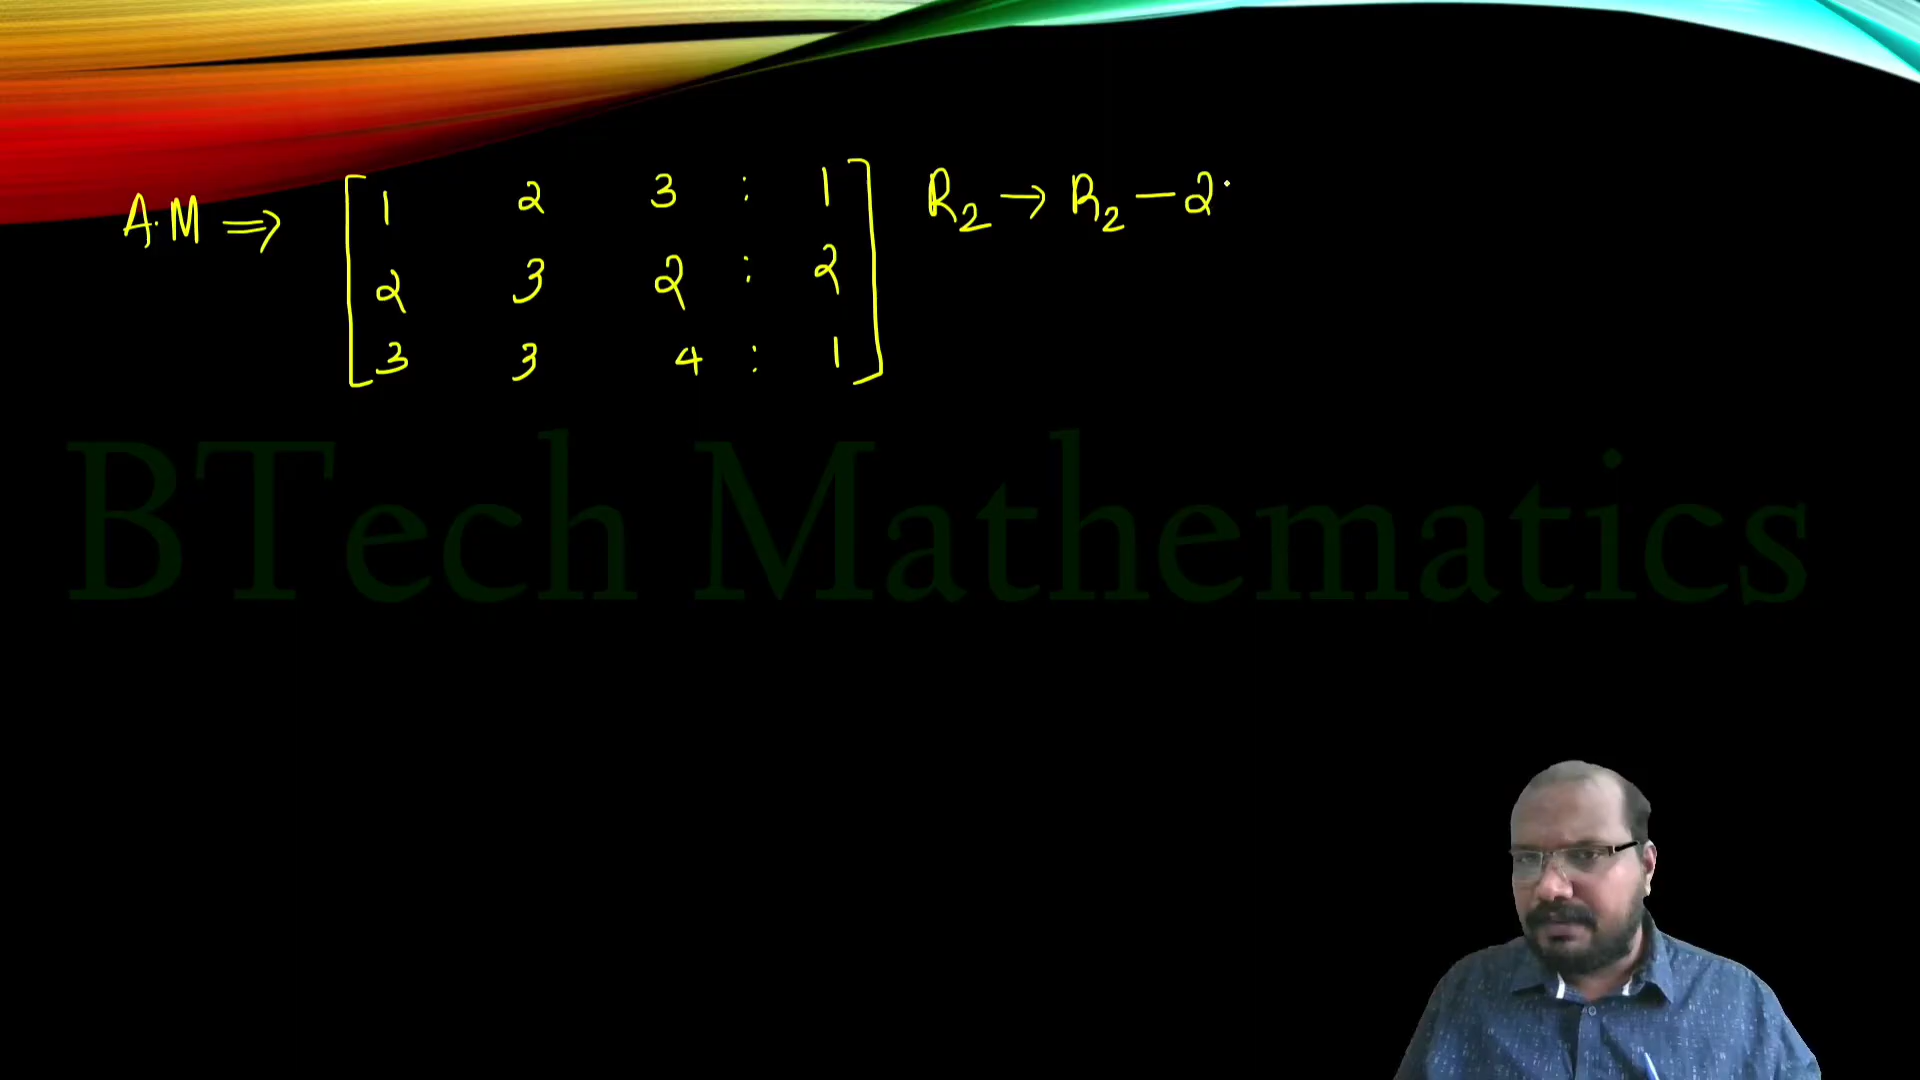 A.M ⇒ [ 1 2 3 : 1 ] R₂ → R₂ – 2
2 3 2 : 2
3 3 4 : 1
BTech Mathematics